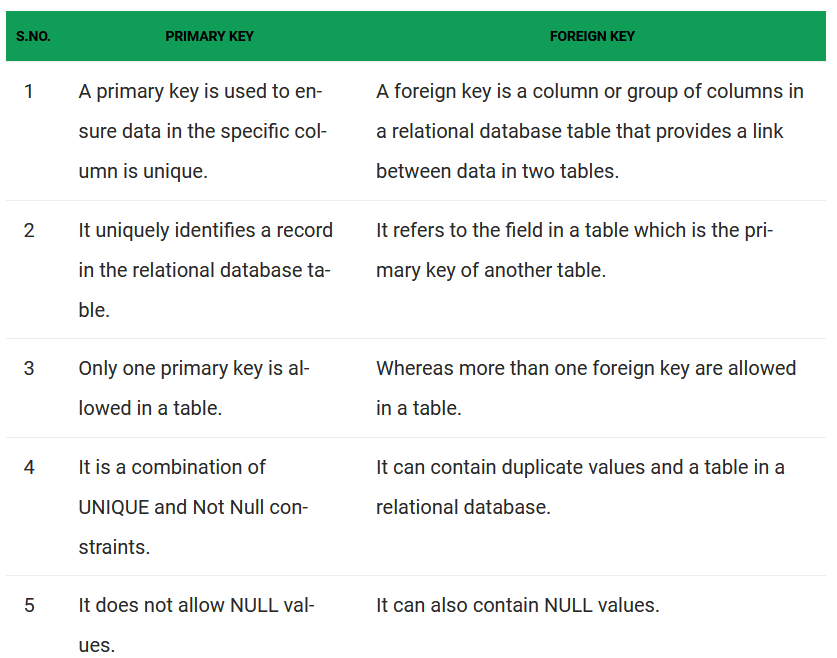 S.NO. PRIMARY KEY FOREIGN KEY
1 A primary key is used to en- A foreign key is a column or group of columns in
sure data in the specific col- a relational database table that provides a link
umn is unique. between data in two tables.
2 It uniquely identifies a record It refers to the field in a table which is the pri-
in the relational database ta- mary key of another table.
ble.
3 Only one primary key is al- Whereas more than one foreign key are allowed
lowed in a table. in a table.
4 It is a combination of It can contain duplicate values and a table in a
UNIQUE and Not Null con- relational database.
straints.
5 It does not allow NULL val- It can also contain NULL values.
ues.